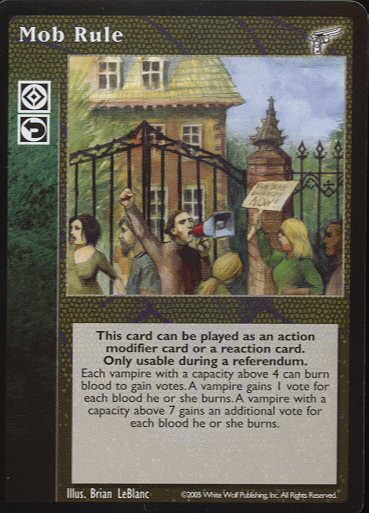 Mob Rule
NOW!
This card can be played as an action
modifier card or a reaction card.
Only usable during a referendum.
Each vampire with a capacity above 4 can burn
blood to gain votes. A vampire gains 1 vote for
each blood he or she burns. A vampire with a
capacity above 7 gains an additional vote for
each blood he or she burns.
Illus. Brian LeBlanc
©2005 White Wolf Publishing, Inc. All Rights Reserved.